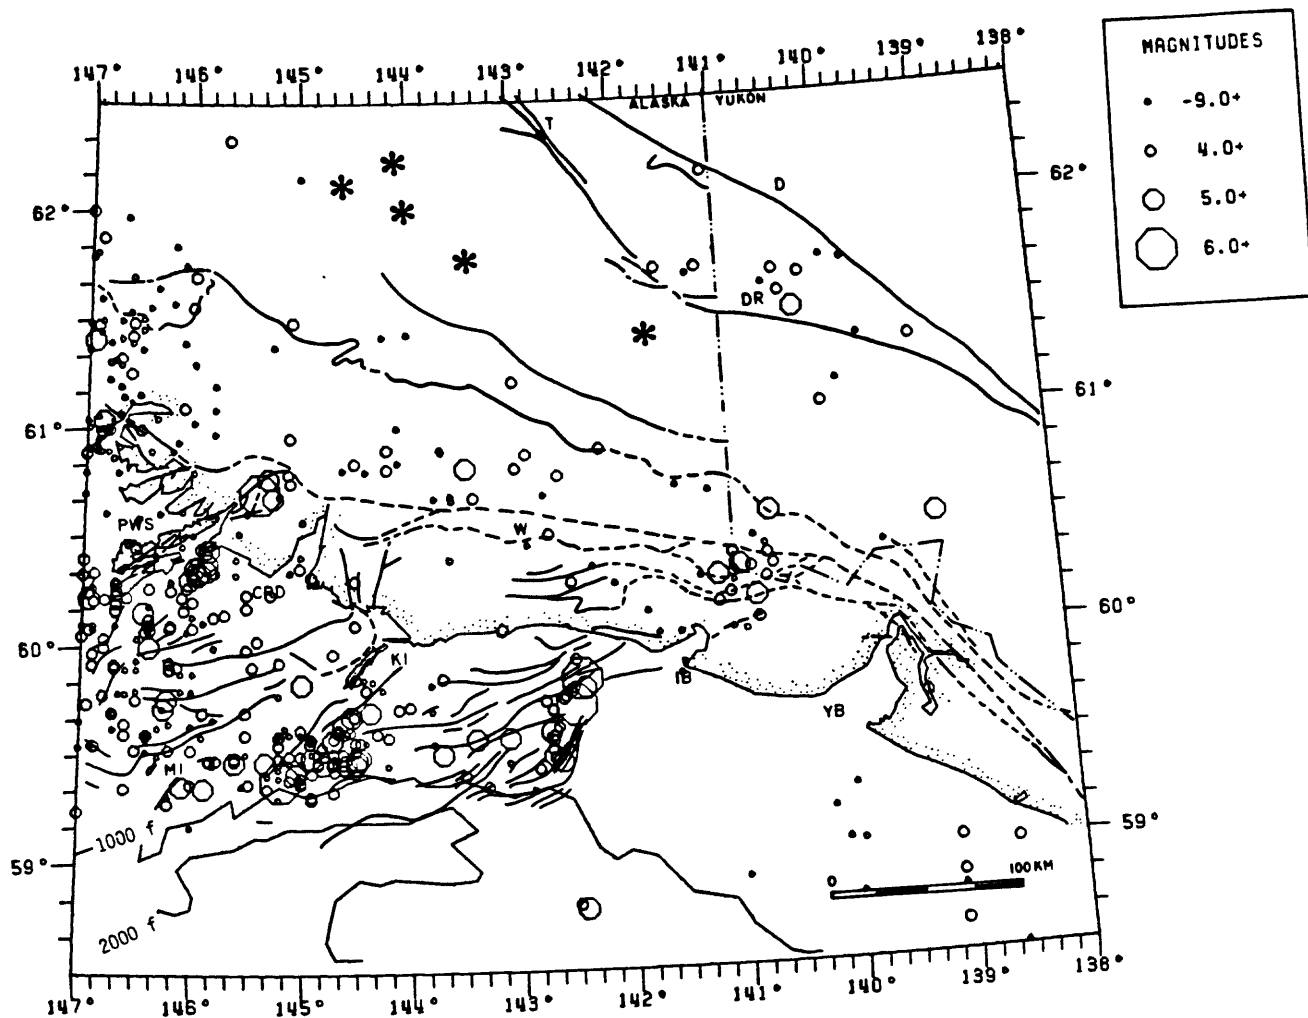 147° 146° 145° 144° 143° 142° 141° 140° 139° 138°
MAGNITUDES
-9.0+
4.0+
5.0+
6.0+
ALASKA YUKON
T
D
62° 62°
DR
61° 61°
W
PWS
CRD
60° 60°
KI
IB
YB
MI
1000 f
59° 59°
0 100 KM
2000 f
147° 146° 145° 144° 143° 142° 141° 140° 139° 138°